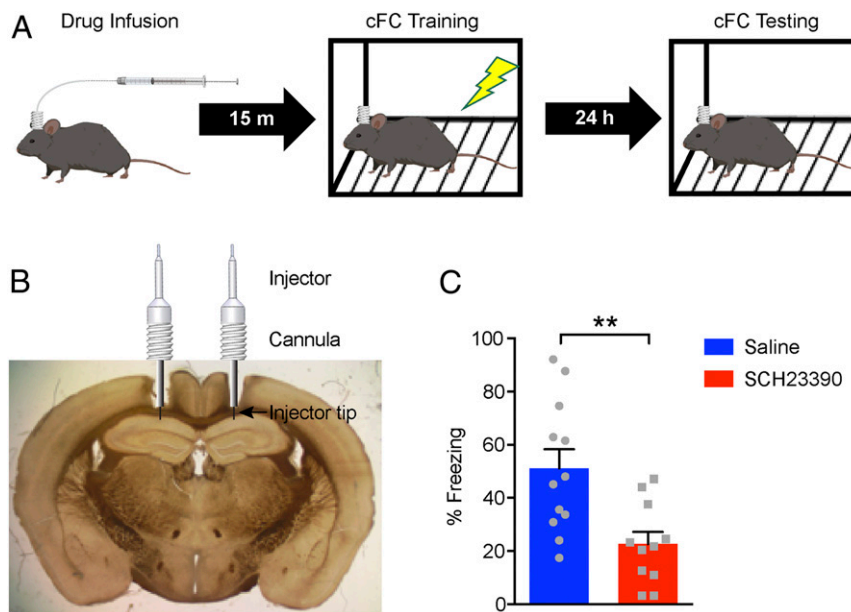 A
Drug Infusion
cFC Training
cFC Testing
15 m
24 h
B
Injector
Cannula
Injector tip
C
**
Saline
SCH23390
% Freezing
100
80
60
40
20
0